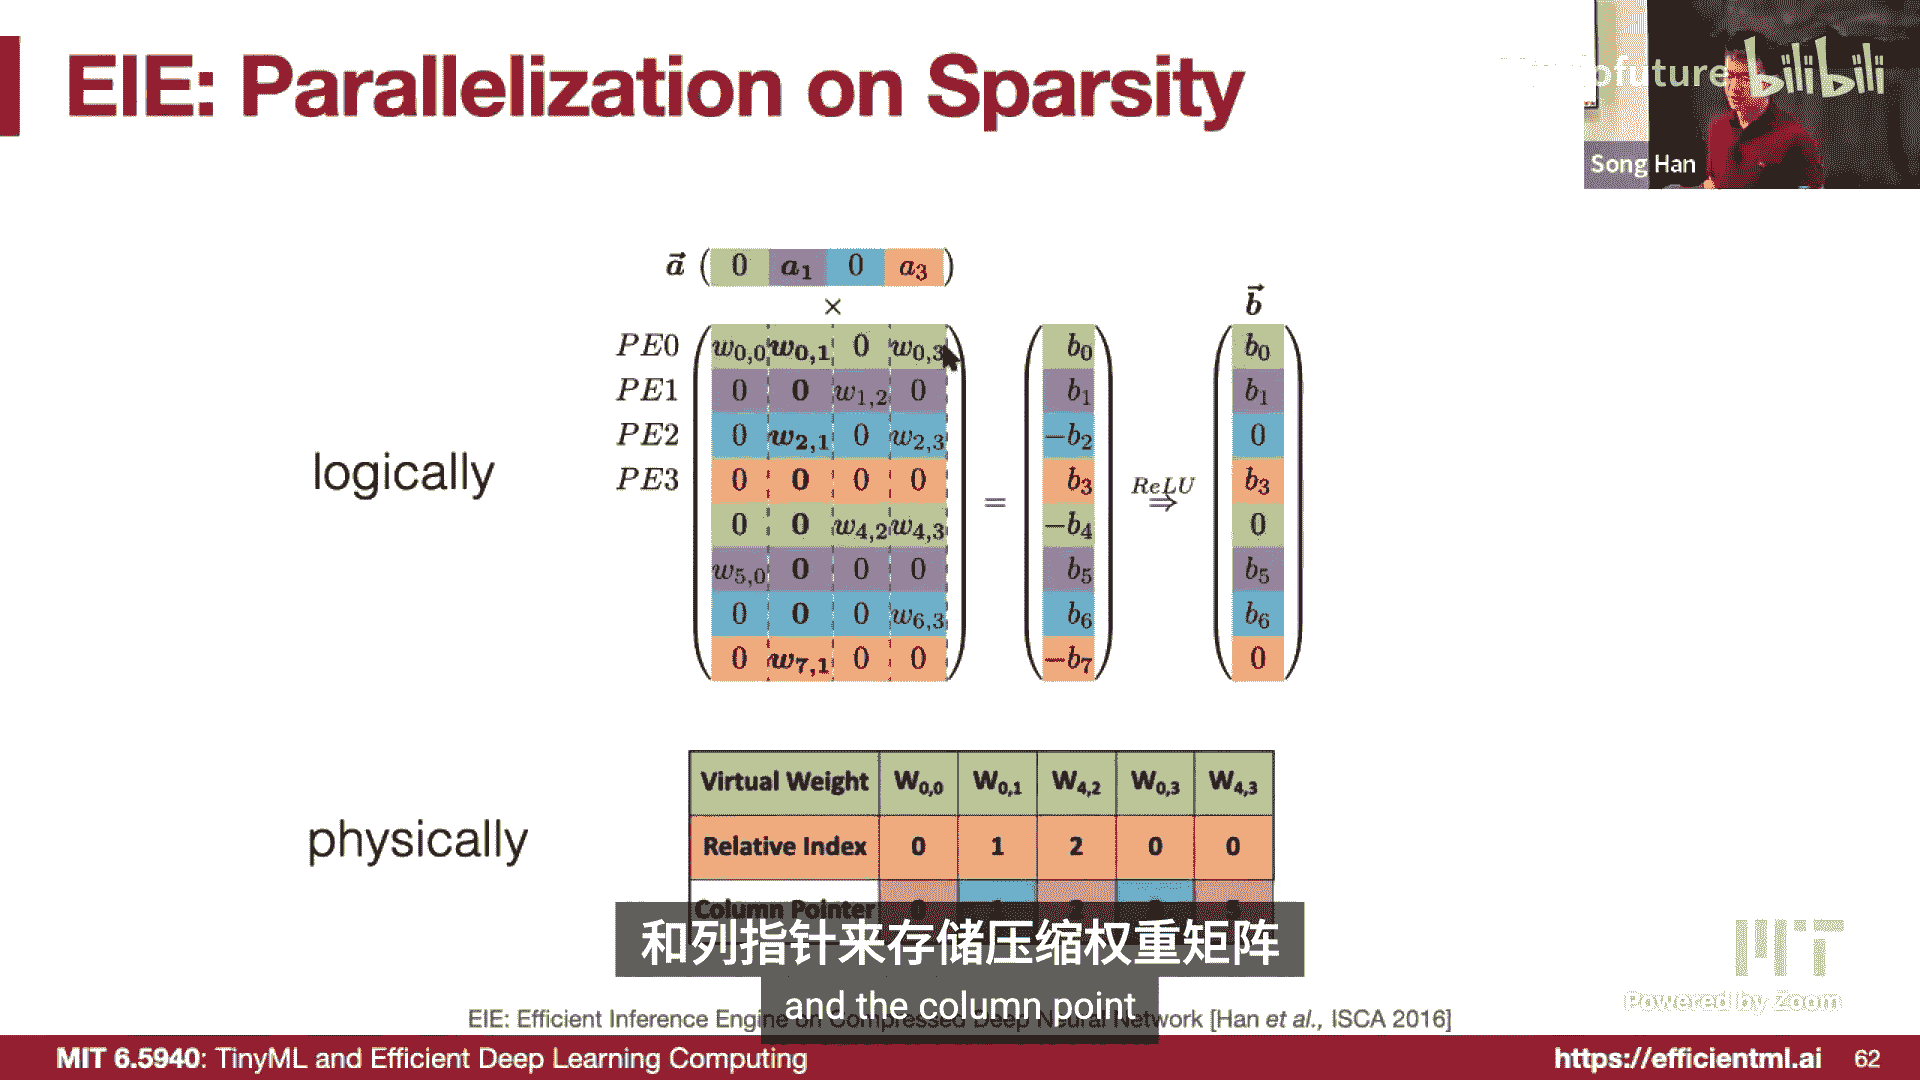 EIE: Parallelization on Sparsity
future bilibili
Song Han
a⃗ ( 0 a₁ 0 a₃ )
×
b⃗
PE0 w₀,₀ w₀,₁ 0 w₀,₃ b₀ b₀
PE1 0 0 w₁,₂ 0 b₁ b₁
PE2 0 w₂,₁ 0 w₂,₃ −b₂ 0
PE3 0 0 0 0 b₃ b₃
logically
= ReLU ⇒
0 0 w₄,₂ w₄,₃ −b₄ 0
w₅,₀ 0 0 0 b₅ b₅
0 0 0 w₆,₃ b₆ b₆
0 w₇,₁ 0 0 −b₇ 0
Virtual Weight W₀,₀ W₀,₁ W₄,₂ W₀,₃ W₄,₃
physically
Relative Index 0 1 2 0 0
Column Pointer
和列指针来存储压缩权重矩阵
and the column point
EIE: Efficient Inference Engine on Compressed Deep Neural Network [Han et al., ISCA 2016]
MIT
Powered by Zoom
MIT 6.5940: TinyML and Efficient Deep Learning Computing
https://efficientml.ai 62